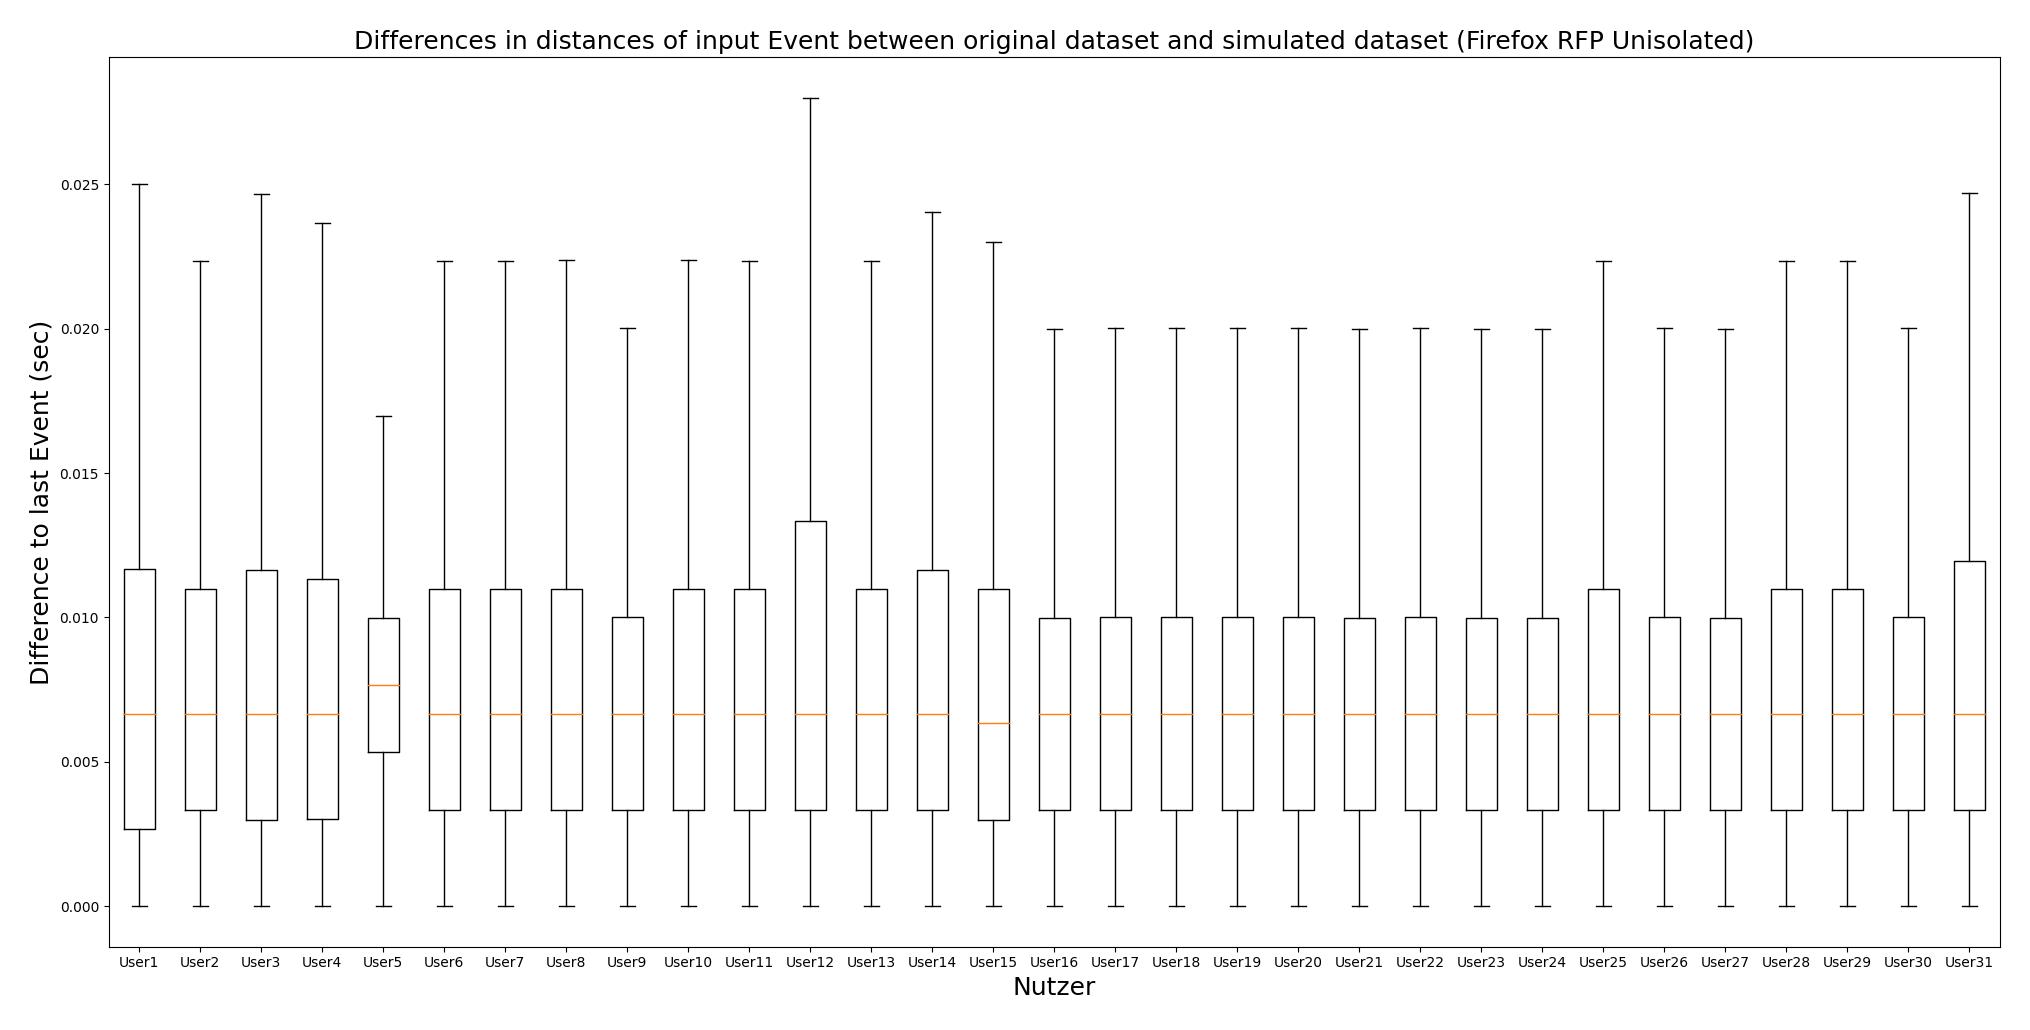 Differences in distances of input Event between original dataset and simulated dataset (Firefox RFP Unisolated)
Difference to last Event (sec)
0.025
0.020
0.015
0.010
0.005
0.000
User1 User2 User3 User4 User5 User6 User7 User8 User9 User10 User11 User12 User13 User14 User15 User16 User17 User18 User19 User20 User21 User22 User23 User24 User25 User26 User27 User28 User29 User30 User31
Nutzer